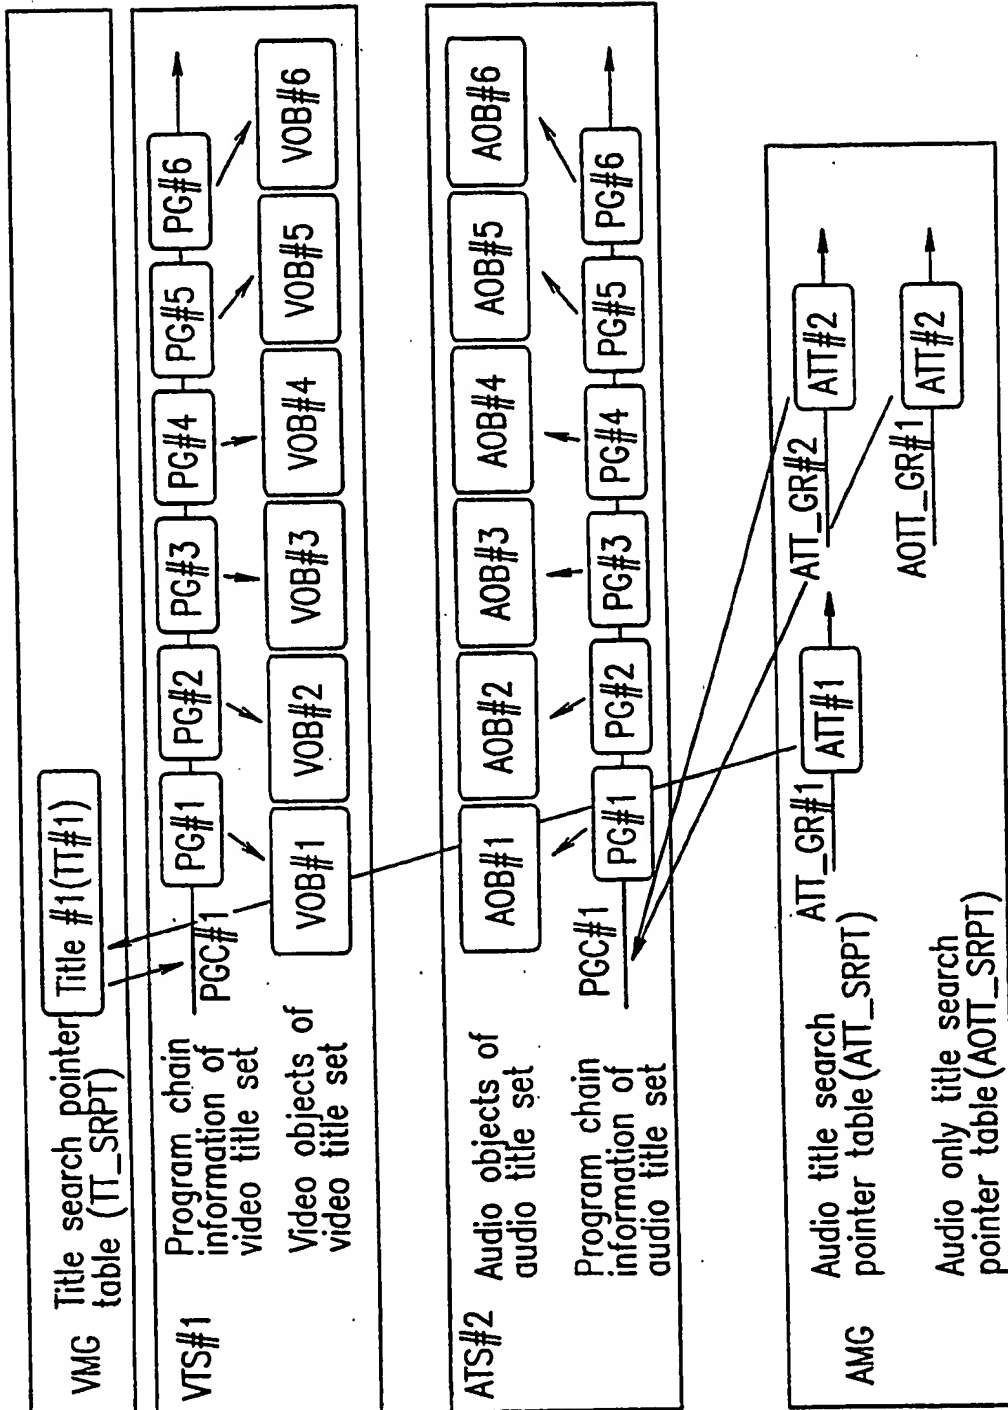 VMG
Title search pointer
table (TT_SRPT)
Title #1(TT#1)
VTS#1
Program chain
information of
video title set
PGC#1
PG#1
PG#2
PG#3
PG#4
PG#5
PG#6
Video objects of
video title set
VOB#1
VOB#2
VOB#3
VOB#4
VOB#5
VOB#6
ATS#2
Audio objects of
audio title set
AOB#1
AOB#2
AOB#3
AOB#4
AOB#5
AOB#6
Program chain
information of
audio title set
PGC#1
PG#1
PG#2
PG#3
PG#4
PG#5
PG#6
AMG
Audio title search
pointer table(ATT_SRPT)
ATT_GR#1
ATT#1
ATT_GR#2
ATT#2
Audio only title search
pointer table(AOTT_SRPT)
AOTT_GR#1
ATT#2